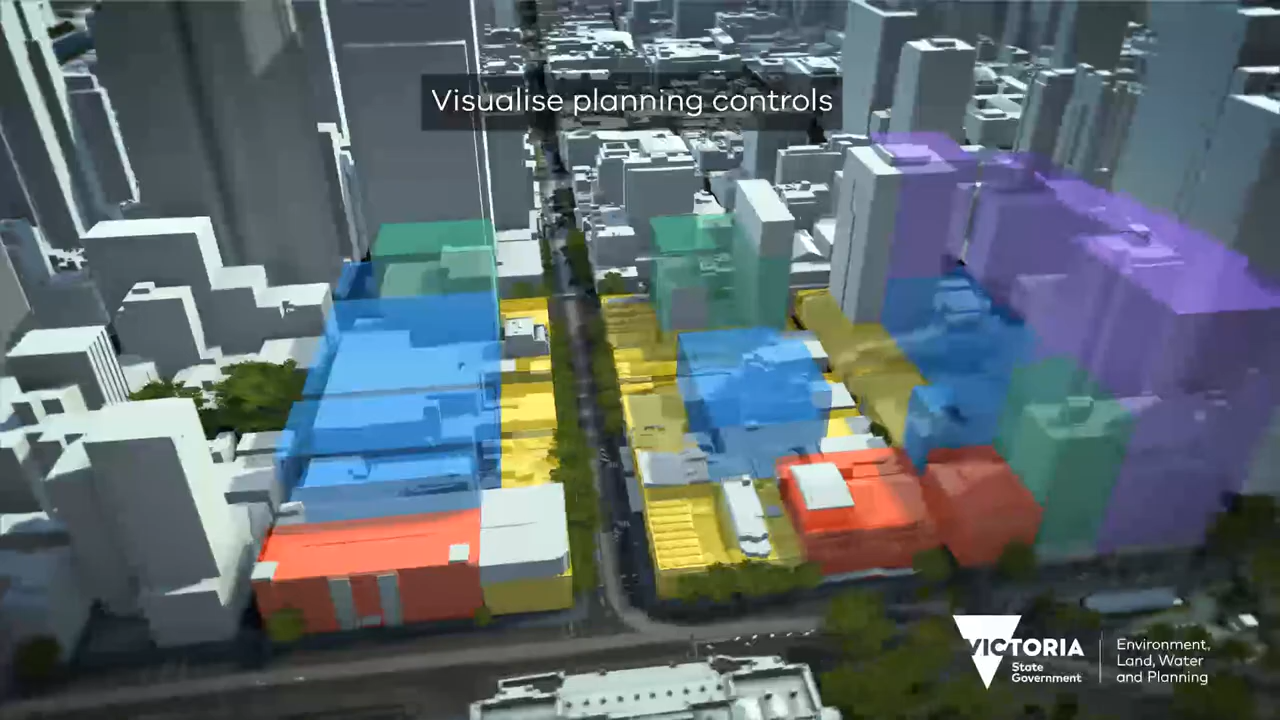 Visualise planning controls
VICTORIA
State
Government
Environment,
Land, Water
and Planning